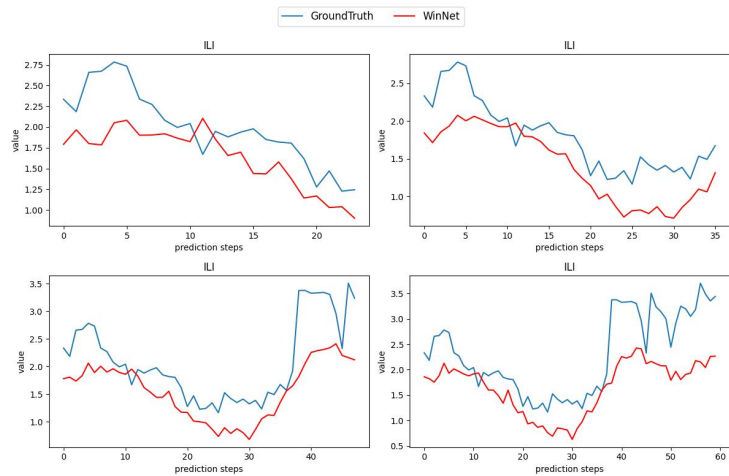 GroundTruth WinNet
ILI
value
2.75
2.50
2.25
2.00
1.75
1.50
1.25
1.00
0 5 10 15 20
prediction steps
ILI
value
2.5
2.0
1.5
1.0
0 5 10 15 20 25 30 35
prediction steps
ILI
value
3.5
3.0
2.5
2.0
1.5
1.0
0 10 20 30 40
prediction steps
ILI
value
3.5
3.0
2.5
2.0
1.5
1.0
0.5
0 10 20 30 40 50 60
prediction steps